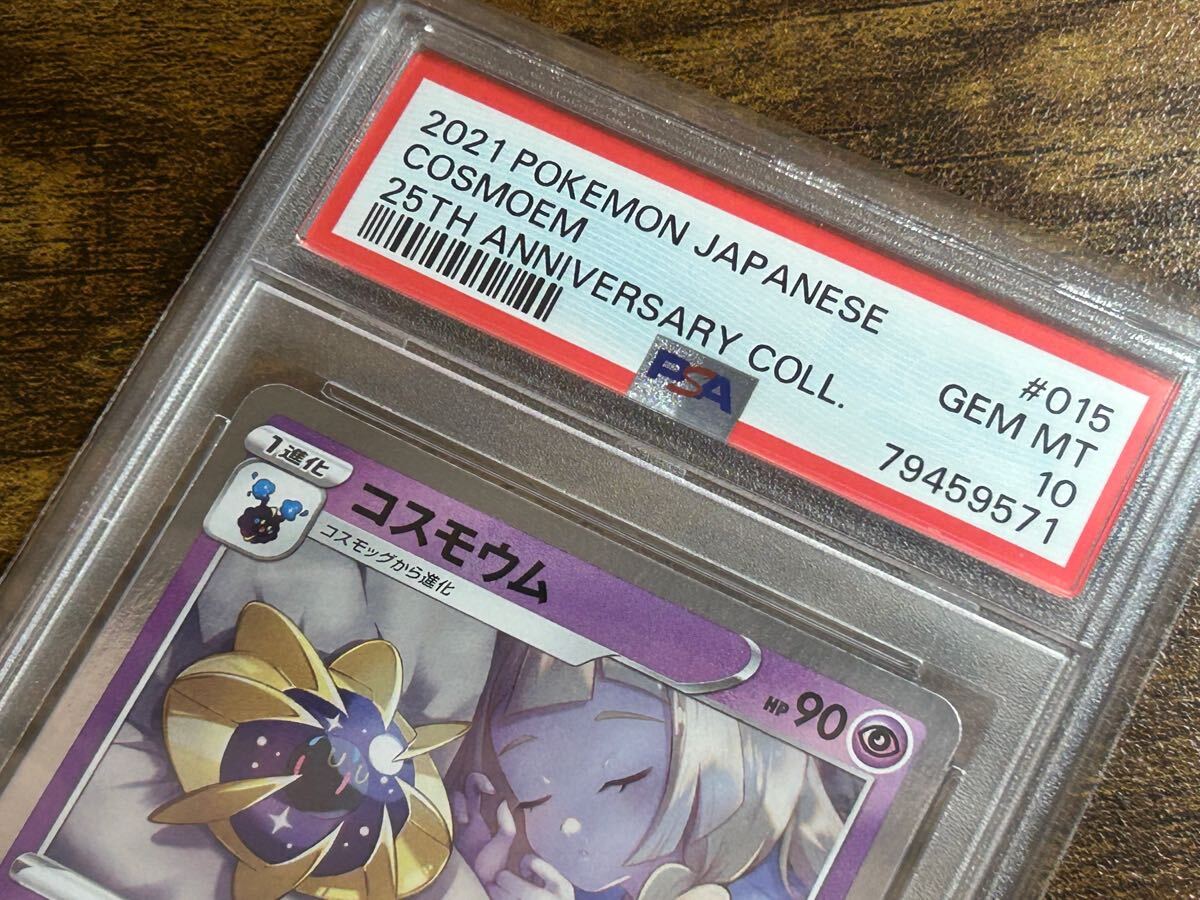 2021 POKEMON JAPANESE
#015
COSMOEM
GEM MT
25TH ANNIVERSARY COLL.
10
79459571
PSA
1進化
コスモウム
コスモッグから進化
HP 90